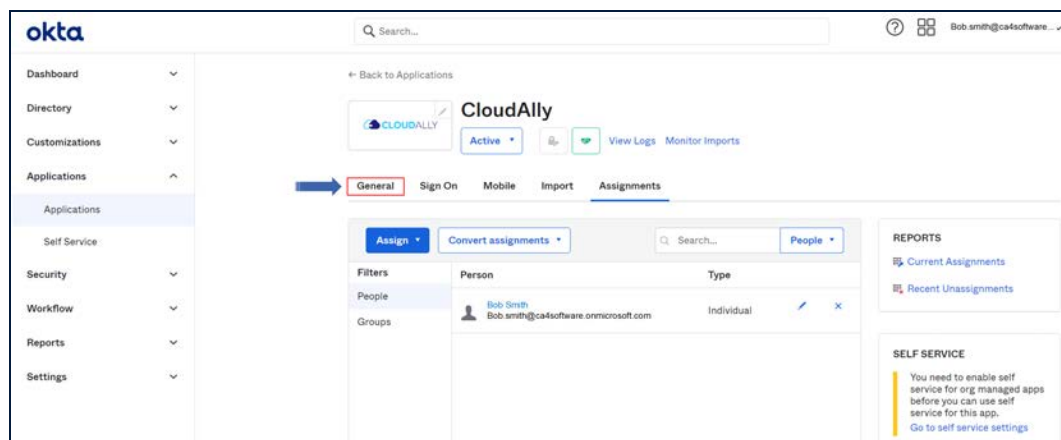 okta
Search...
Bob.smith@ca4software...
Dashboard
Directory
Customizations
Applications
Applications
Self Service
Security
Workflow
Reports
Settings
← Back to Applications
CLOUDALLY
CloudAlly
Active
View Logs Monitor Imports
General Sign On Mobile Import Assignments
Assign Convert assignments Search... People
Filters Person Type
People
Groups
Bob Smith
Bob.smith@ca4software.onmicrosoft.com
Individual
REPORTS
Current Assignments
Recent Unassignments
SELF SERVICE
You need to enable self
service for org managed apps
before you can use self
service for this app.
Go to self service settings